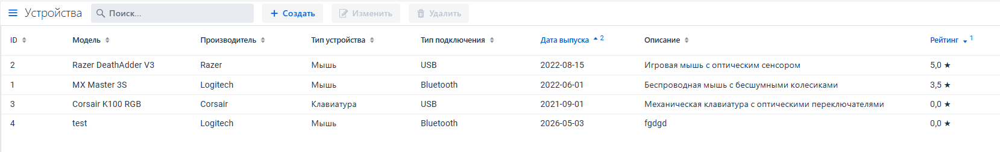 Устройства Поиск... + Создать Изменить Удалить
ID Модель Производитель Тип устройства Тип подключения Дата выпуска 2 Описание Рейтинг 1
2 Razer DeathAdder V3 Razer Мышь USB 2022-08-15 Игровая мышь с оптическим сенсором 5,0 ★
1 MX Master 3S Logitech Мышь Bluetooth 2022-06-01 Беспроводная мышь с бесшумными колесиками 3,5 ★
3 Corsair K100 RGB Corsair Клавиатура USB 2021-09-01 Механическая клавиатура с оптическими переключателями 0,0 ★
4 test Logitech Мышь Bluetooth 2026-05-03 fgdgd 0,0 ★